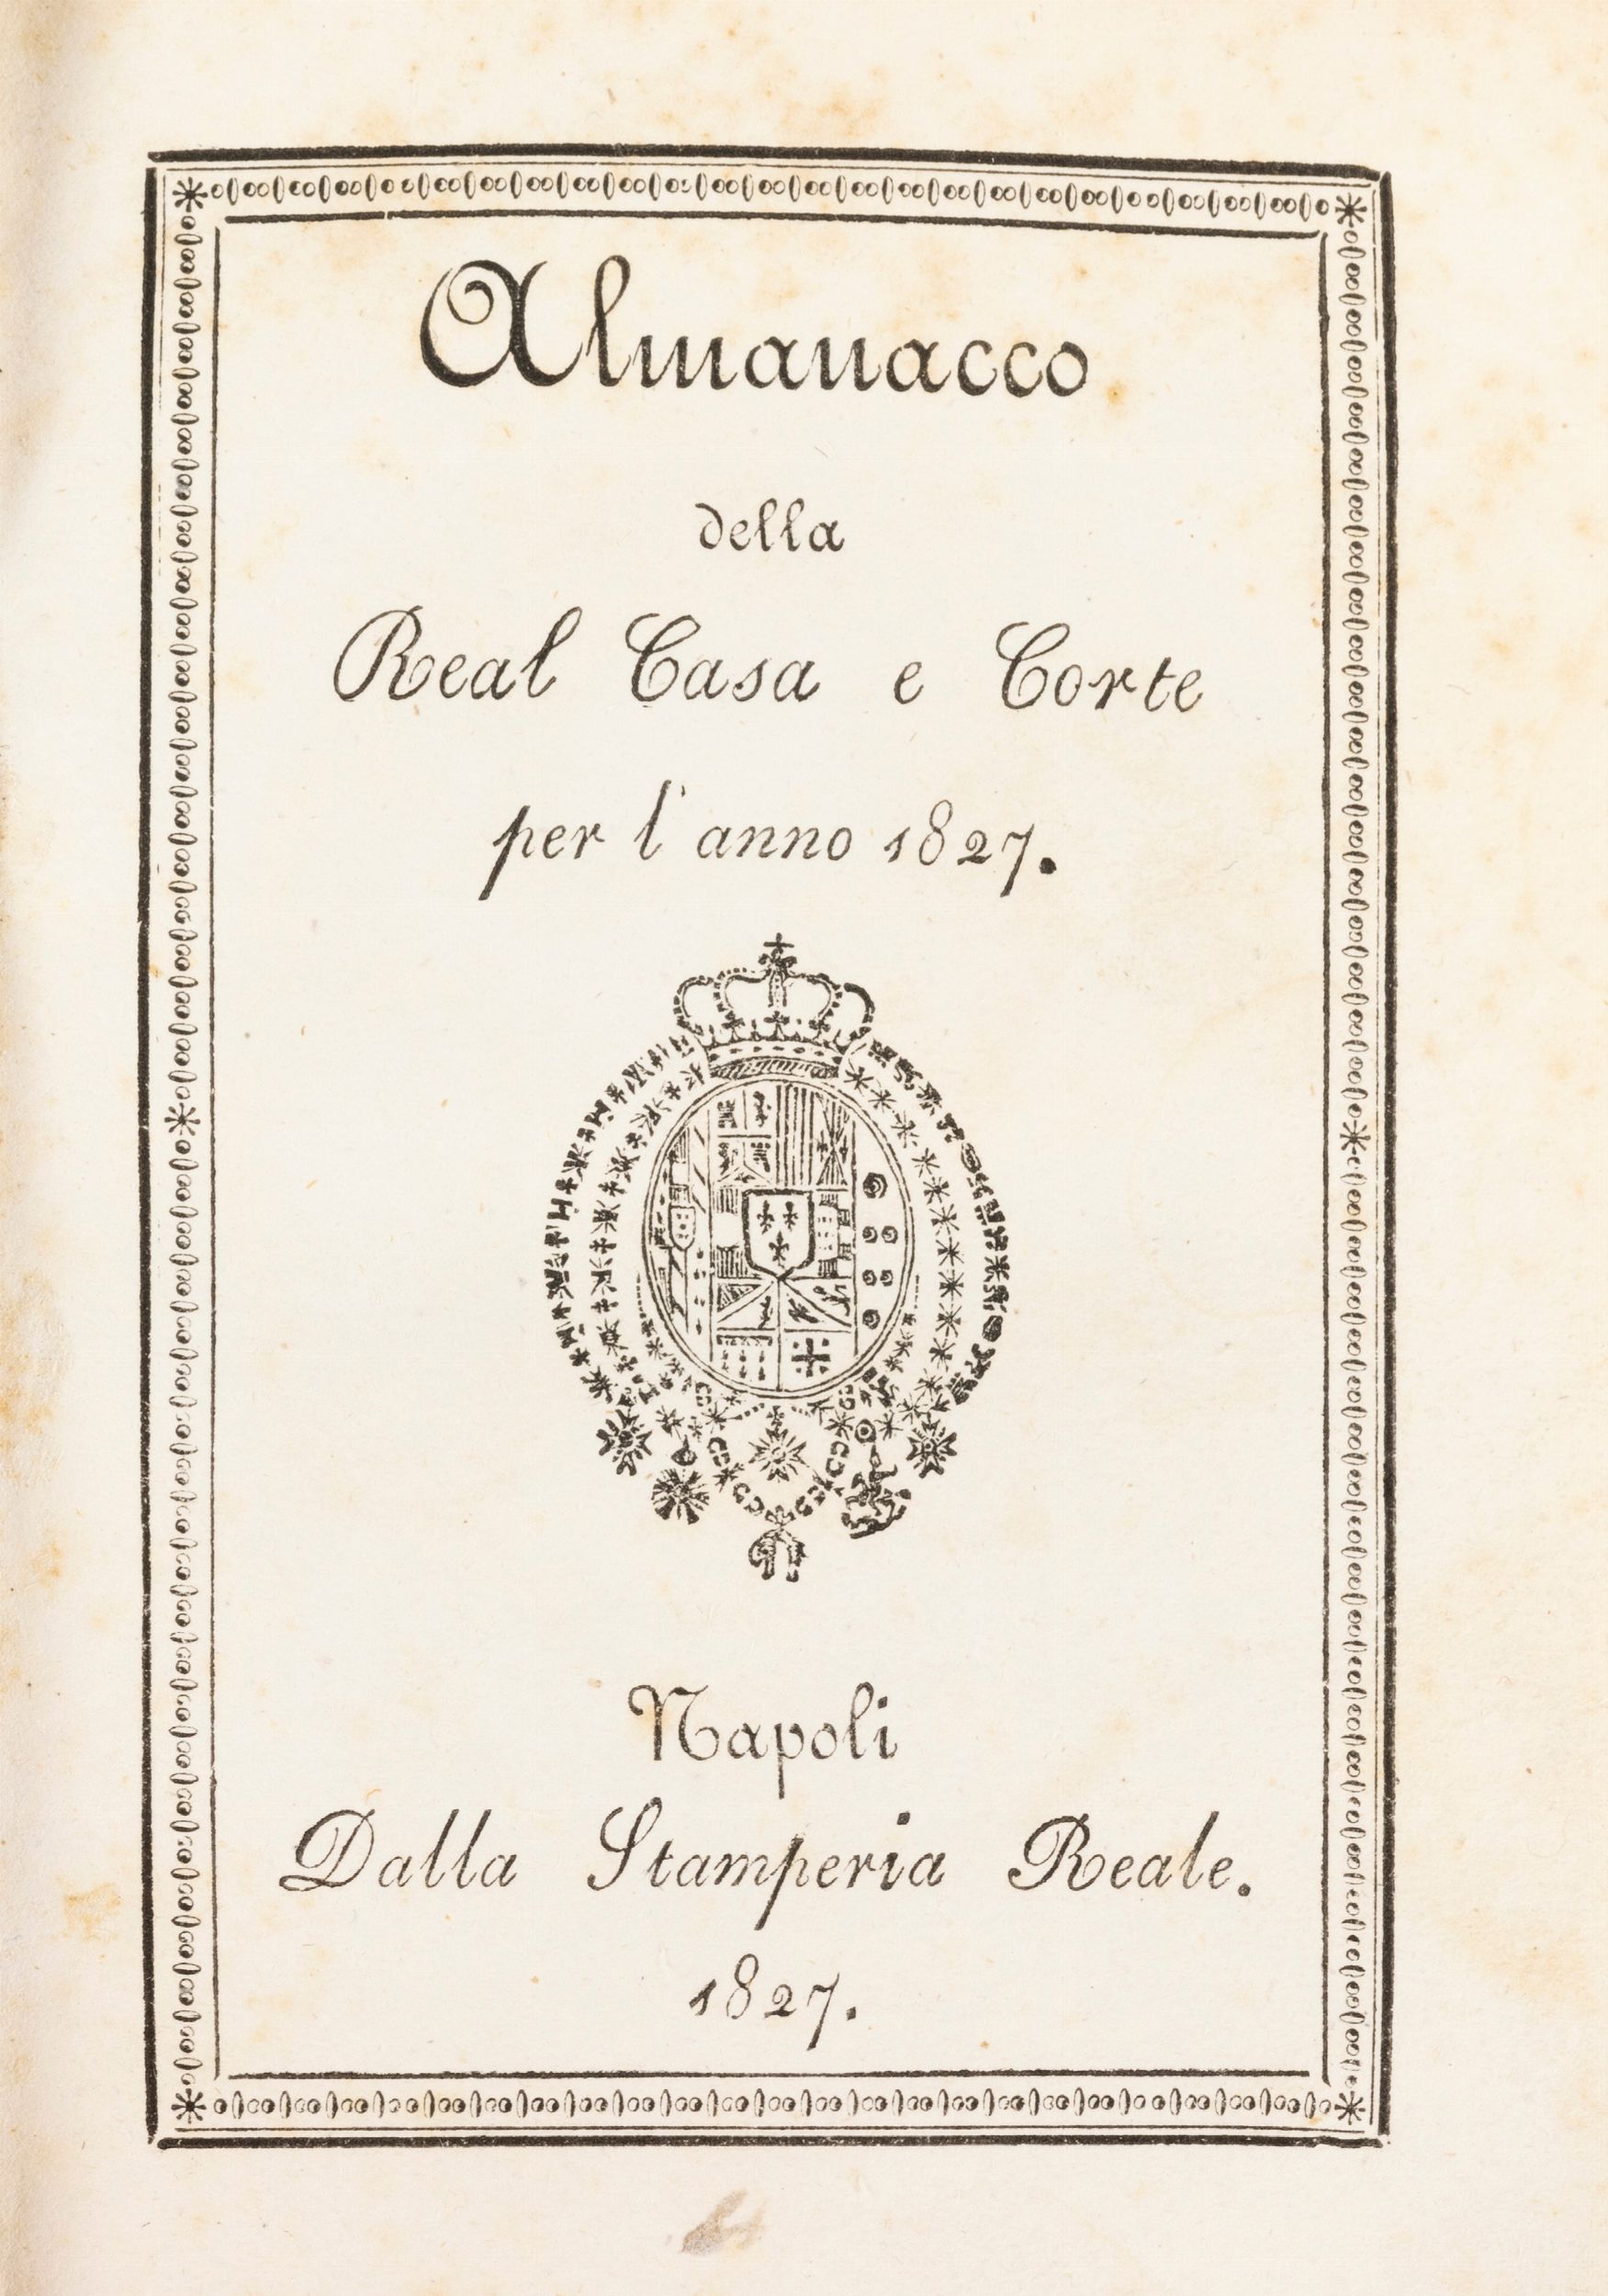 Almanacco
della
Real Casa e Corte
per l'anno 1827.
Napoli
Dalla Stamperia Reale.
1827.